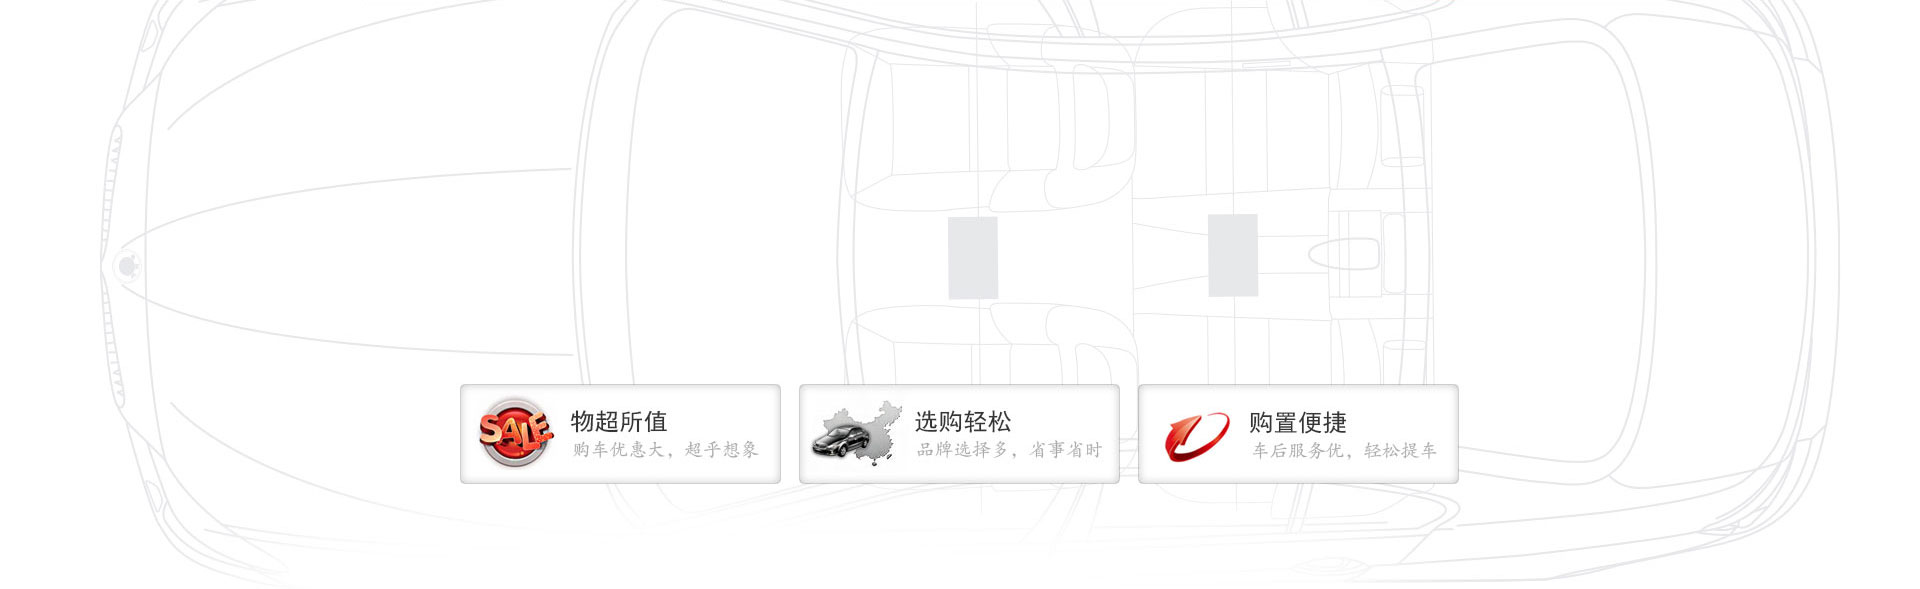 SALE
物超所值
购车优惠大，超乎想象
选购轻松
品牌选择多，省事省时
购置便捷
车后服务优，轻松提车